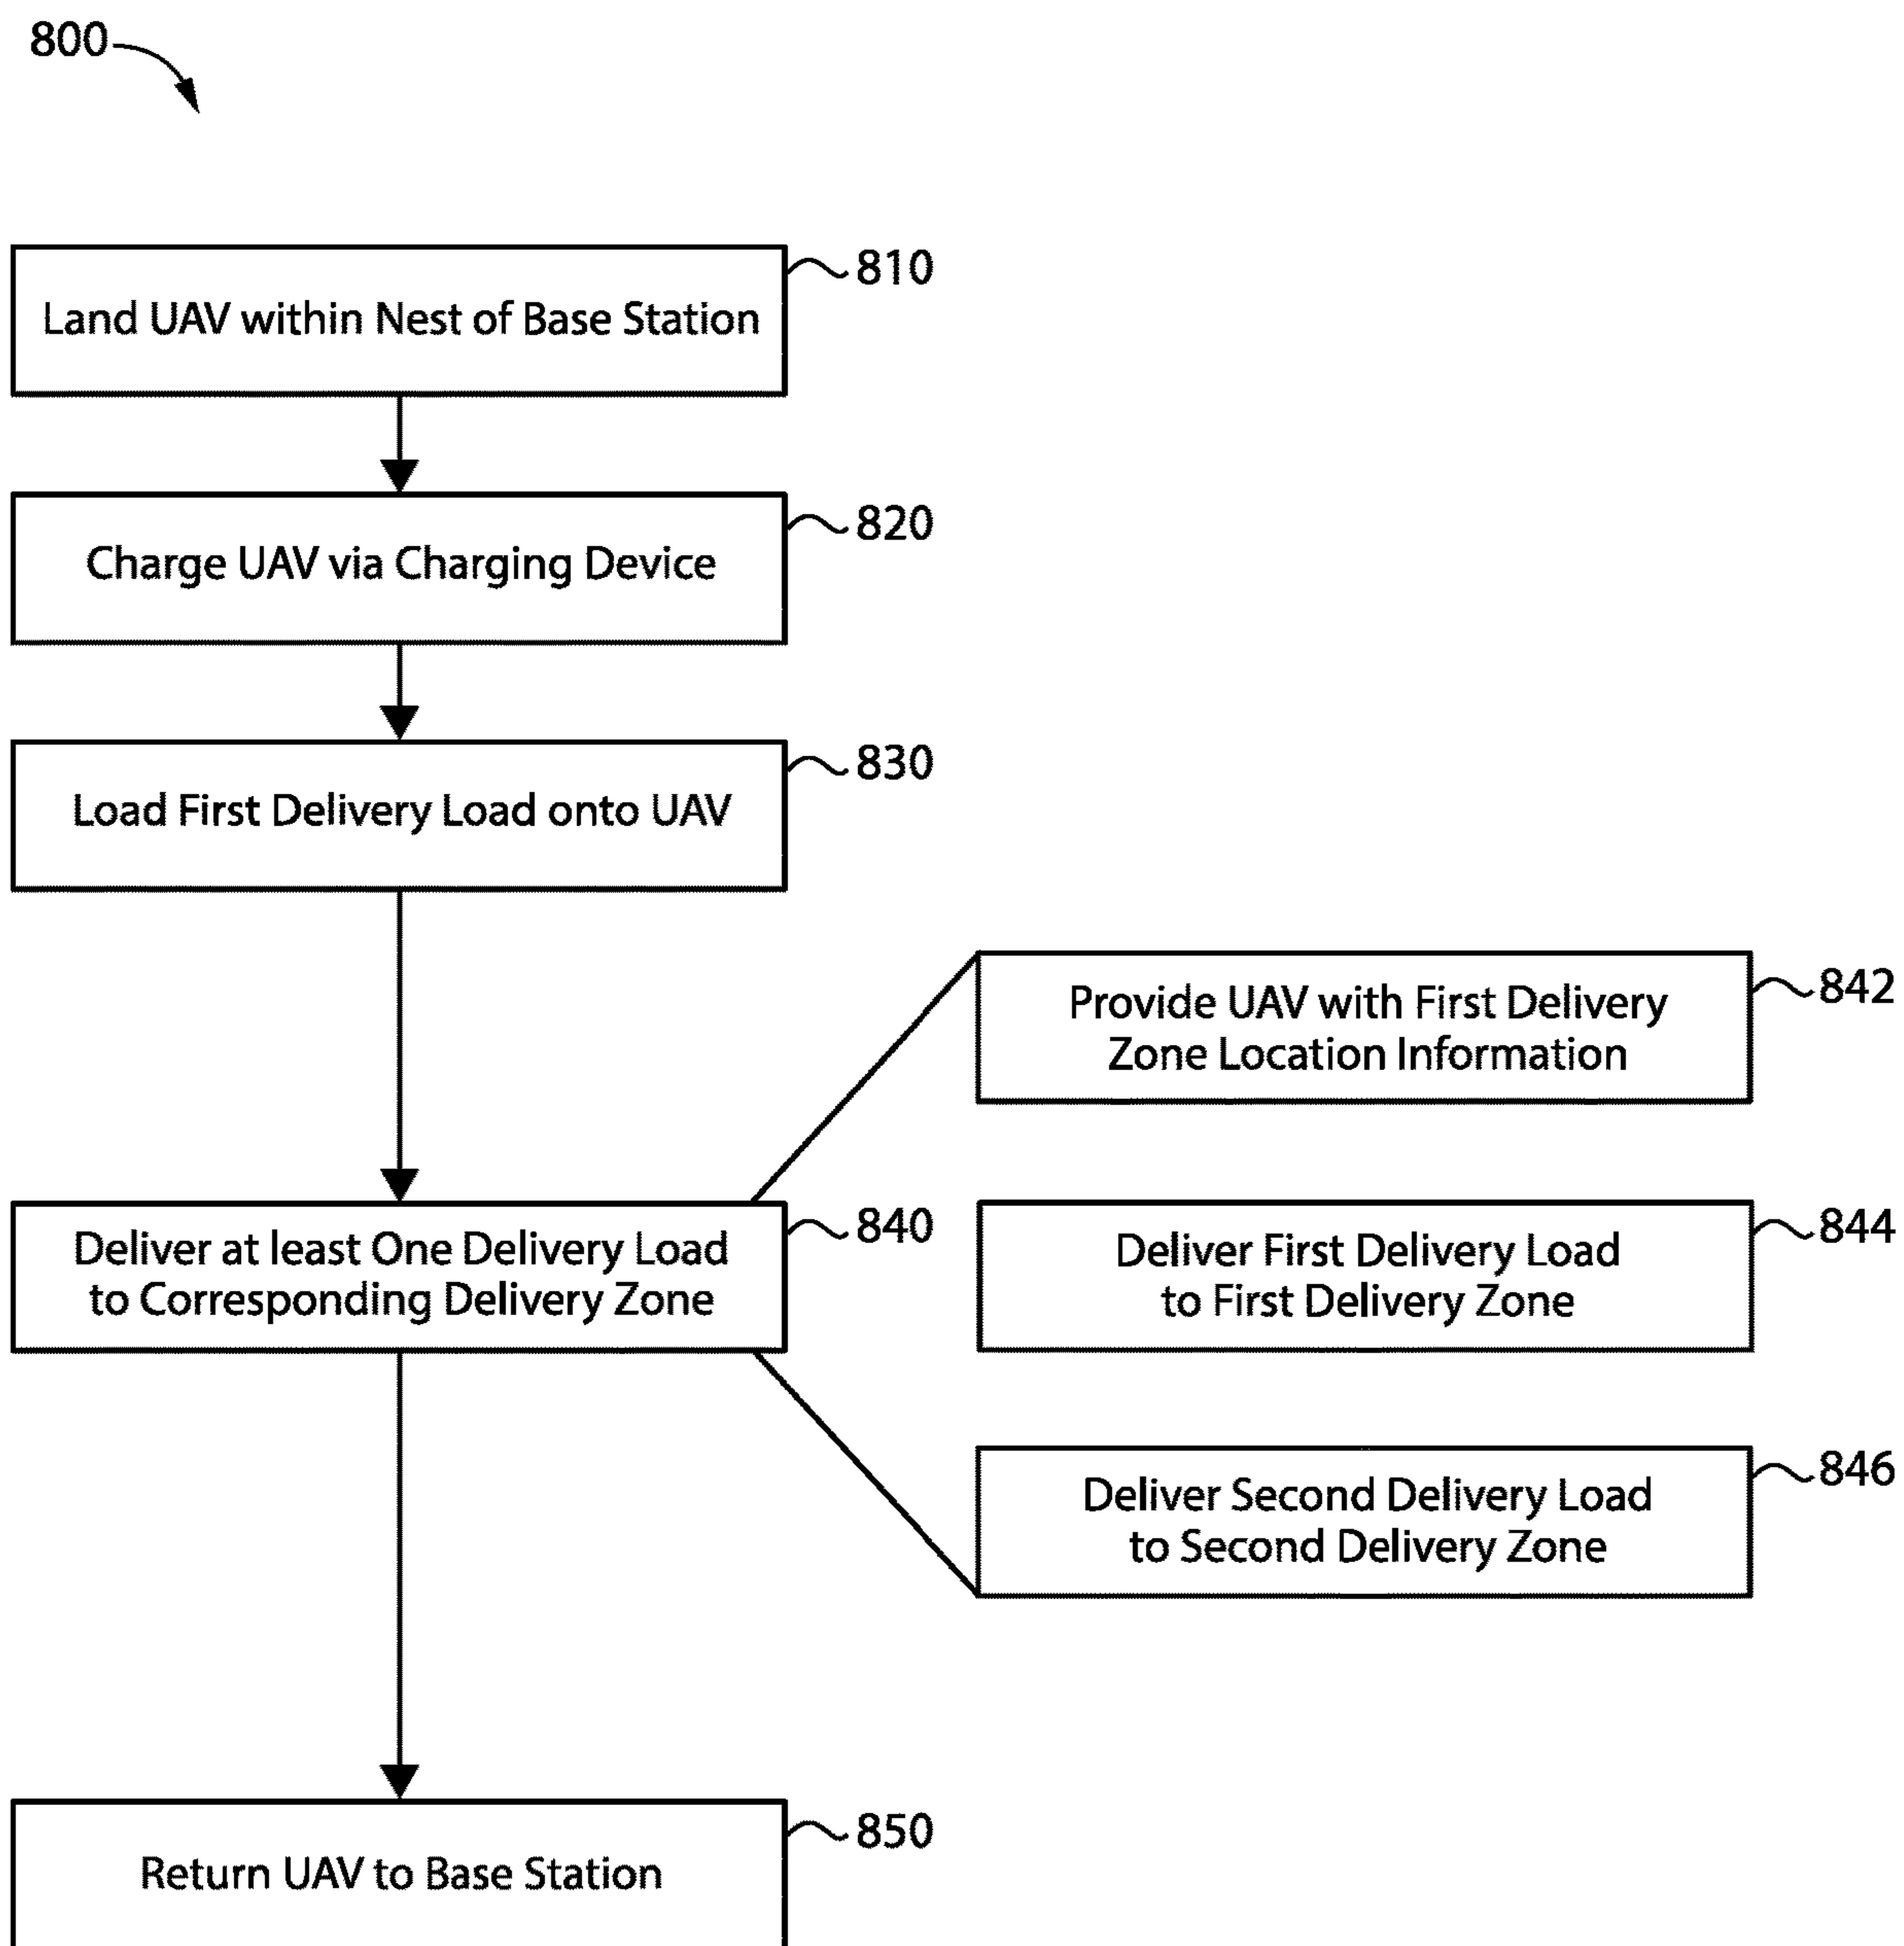 800
810
Land UAV within Nest of Base Station
820
Charge UAV via Charging Device
830
Load First Delivery Load onto UAV
842
Provide UAV with First Delivery
Zone Location Information
840
Deliver at least One Delivery Load
to Corresponding Delivery Zone
844
Deliver First Delivery Load
to First Delivery Zone
846
Deliver Second Delivery Load
to Second Delivery Zone
850
Return UAV to Base Station